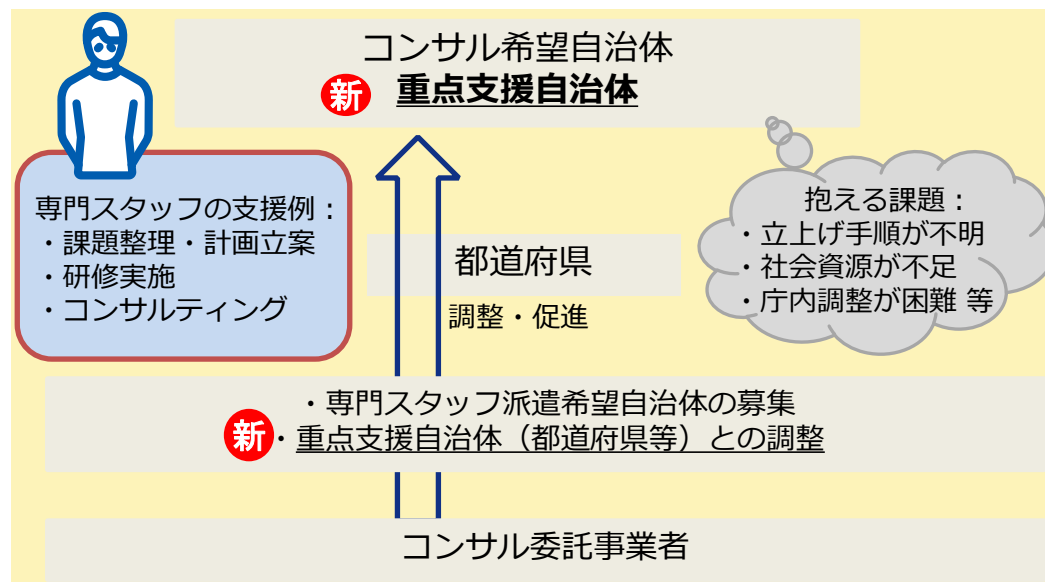 コンサル希望自治体
新 重点支援自治体
専門スタッフの支援例：
・課題整理・計画立案
・研修実施
・コンサルティング
都道府県
調整・促進
抱える課題：
・立上げ手順が不明
・社会資源が不足
・庁内調整が困難 等
・専門スタッフ派遣希望自治体の募集
新・重点支援自治体（都道府県等）との調整
コンサル委託事業者